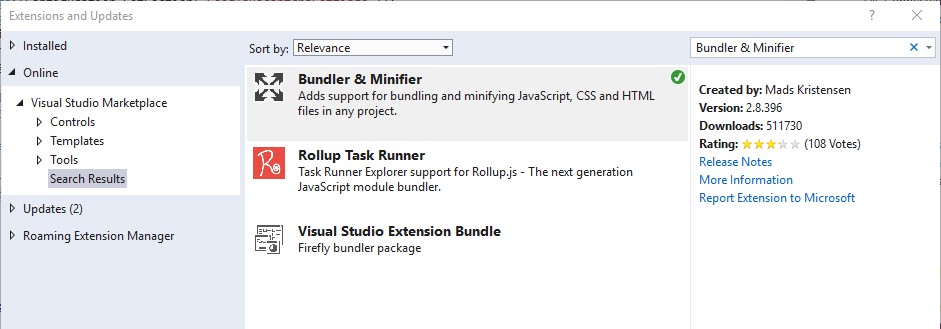 Extensions and Updates
Installed
Online
Visual Studio Marketplace
Controls
Templates
Tools
Search Results
Updates (2)
Roaming Extension Manager
Sort by: Relevance
Bundler & Minifier
Adds support for bundling and minifying JavaScript, CSS and HTML
files in any project.
Rollup Task Runner
Task Runner Explorer support for Rollup.js - The next generation
JavaScript module bundler.
Visual Studio Extension Bundle
Firefly bundler package
Bundler & Minifier
Created by: Mads Kristensen
Version: 2.8.396
Downloads: 511730
Rating: (108 Votes)
Release Notes
More Information
Report Extension to Microsoft